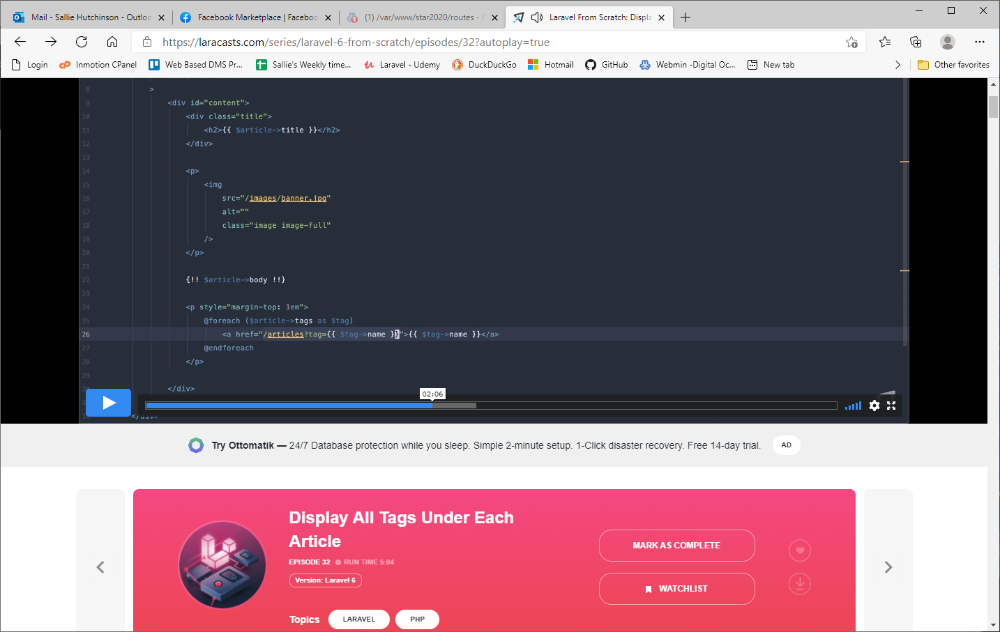 Mail - Sallie Hutchinson - Outloo
Facebook Marketplace | Facebo
(1) /var/www/star2020/routes - F
Laravel From Scratch: Displa
https://laracasts.com/series/laravel-6-from-scratch/episodes/32?autoplay=true
Login
Inmotion CPanel
Web Based DMS Pr...
Sallie's Weekly time...
Laravel - Udemy
DuckDuckGo
Hotmail
GitHub
Webmin -Digital Oc...
New tab
Other favorites
8 >
9 <div id="content">
10 <div class="title">
11 <h2>{{ $article->title }}</h2>
12 </div>
13
14 <p>
15 <img
16 src="/images/banner.jpg"
17 alt=""
18 class="image image-full"
19 />
20 </p>
21
22 {!! $article->body !!}
23
24 <p style="margin-top: 1em">
25 @foreach ($article->tags as $tag)
26 <a href="/articles?tag={{ $tag->name }}">{{ $tag->name }}</a>
27 @endforeach
28 </p>
29
30 </div>
02:06
Try Ottomatik — 24/7 Database protection while you sleep. Simple 2-minute setup. 1-Click disaster recovery. Free 14-day trial.
AD
Display All Tags Under Each
Article
EPISODE 32 RUN TIME 5:04
Version: Laravel 6
MARK AS COMPLETE
WATCHLIST
Topics LARAVEL PHP